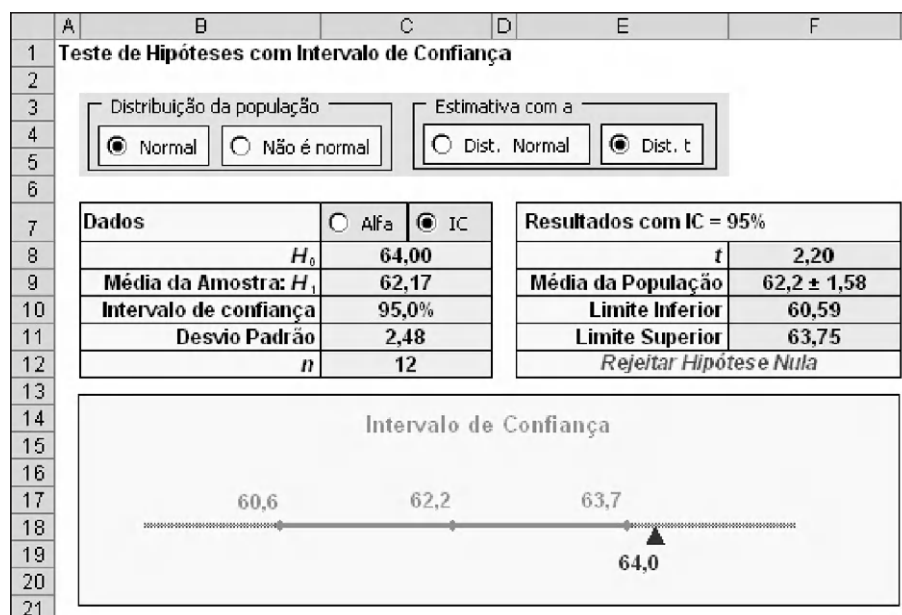 A B C D E F
1 Teste de Hipóteses com Intervalo de Confiança
2
3 Distribuição da população Estimativa com a
4 Normal Não é normal Dist. Normal Dist. t
5
6
7 Dados Alfa IC Resultados com IC = 95%
8 H₀ 64,00 t 2,20
9 Média da Amostra: H₁ 62,17 Média da População 62,2 ± 1,58
10 Intervalo de confiança 95,0% Limite Inferior 60,59
11 Desvio Padrão 2,48 Limite Superior 63,75
12 n 12 Rejeitar Hipótese Nula
13
14 Intervalo de Confiança
15
16
17 60,6 62,2 63,7
18
19 64,0
20
21